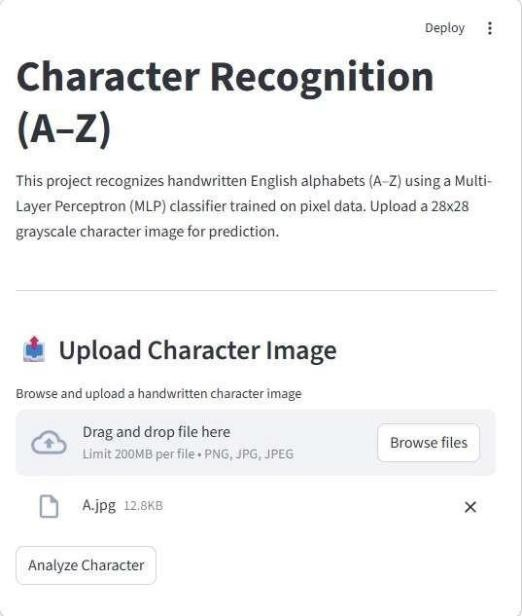 Deploy
Character Recognition
(A–Z)
This project recognizes handwritten English alphabets (A–Z) using a Multi-
Layer Perceptron (MLP) classifier trained on pixel data. Upload a 28x28
grayscale character image for prediction.
Upload Character Image
Browse and upload a handwritten character image
Drag and drop file here
Limit 200MB per file • PNG, JPG, JPEG
Browse files
A.jpg 12.8KB
Analyze Character